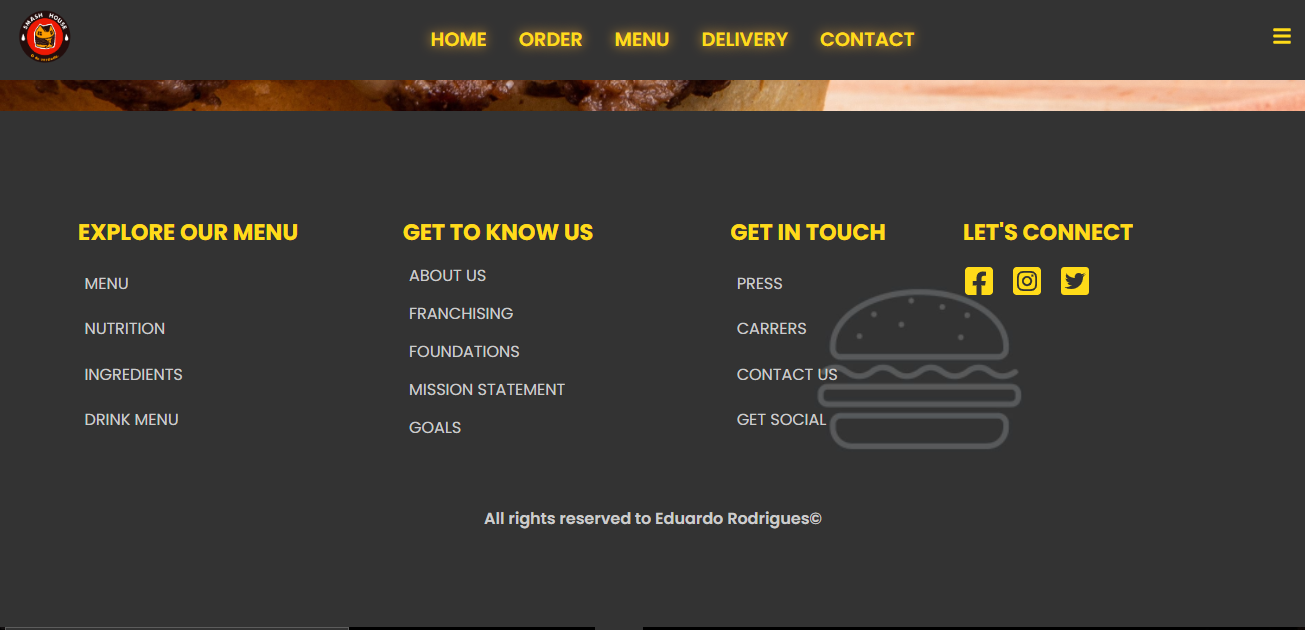 SMASH HOUSE
HOME ORDER MENU DELIVERY CONTACT
EXPLORE OUR MENU
MENU
NUTRITION
INGREDIENTS
DRINK MENU
GET TO KNOW US
ABOUT US
FRANCHISING
FOUNDATIONS
MISSION STATEMENT
GOALS
GET IN TOUCH
PRESS
CARRERS
CONTACT US
GET SOCIAL
LET'S CONNECT
All rights reserved to Eduardo Rodrigues©